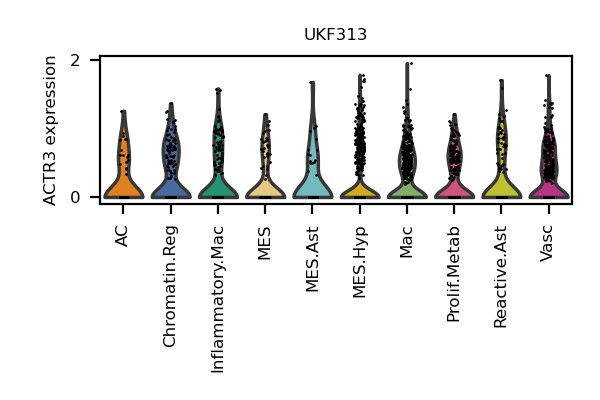 UKF313
ACTR3 expression
2
0
AC
Chromatin.Reg
Inflammatory.Mac
MES
MES.Ast
MES.Hyp
Mac
Prolif.Metab
Reactive.Ast
Vasc